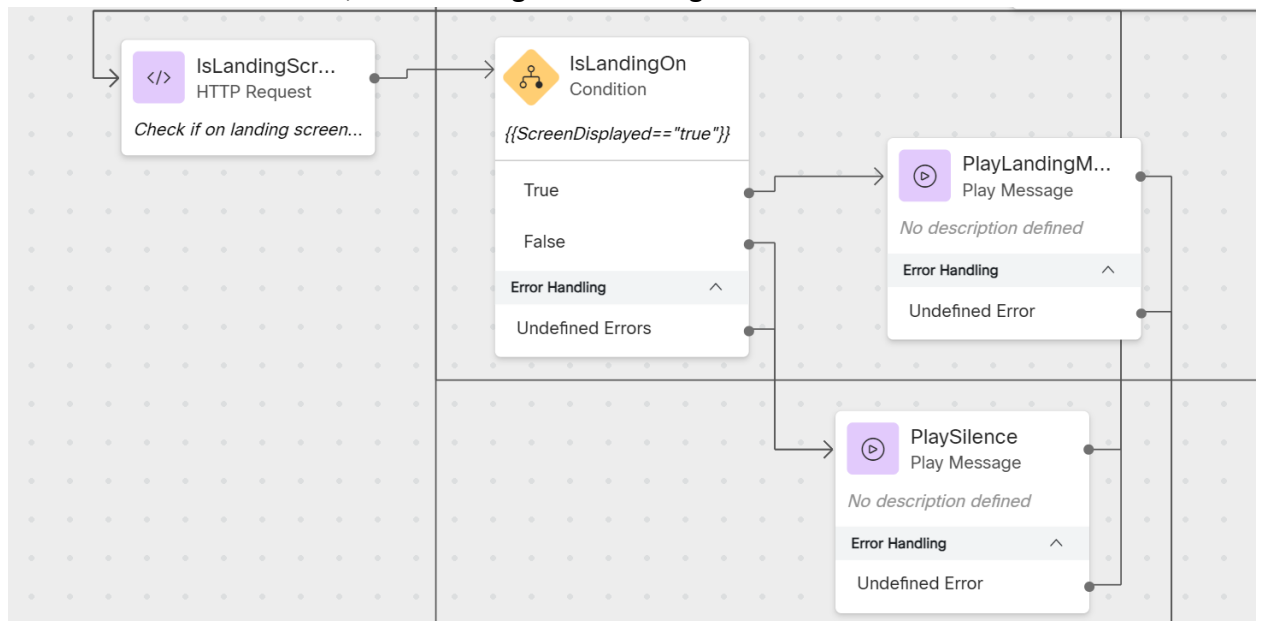 IsLandingScr...
HTTP Request
Check if on landing screen...
IsLandingOn
Condition
{{ScreenDisplayed=="true"}}
True
False
Error Handling
Undefined Errors
PlayLandingM...
Play Message
No description defined
Error Handling
Undefined Error
PlaySilence
Play Message
No description defined
Error Handling
Undefined Error